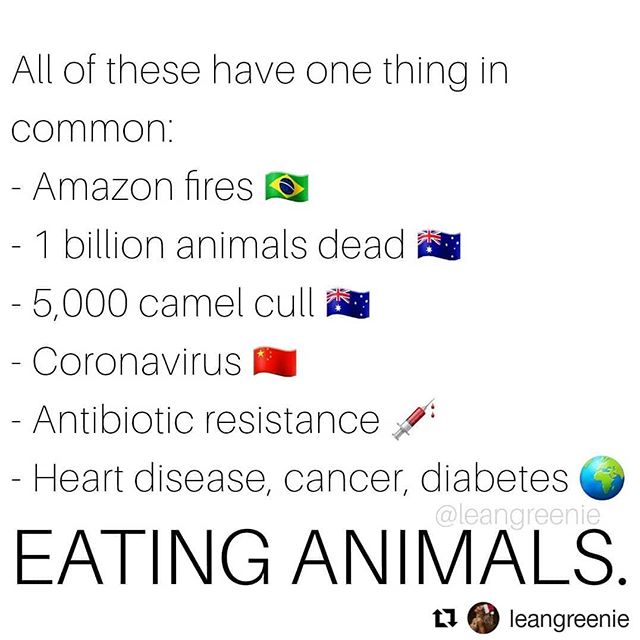 All of these have one thing in
common:
- Amazon fires 🇧🇷
- 1 billion animals dead 🇦🇺
- 5,000 camel cull 🇦🇺
- Coronavirus 🇨🇳
- Antibiotic resistance 💉
- Heart disease, cancer, diabetes 🌍
@leangreenie
EATING ANIMALS.
leangreenie